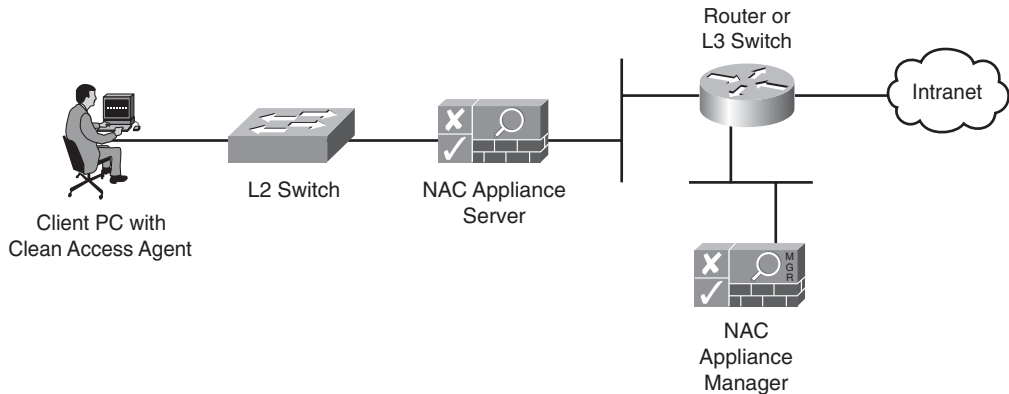 Router or
L3 Switch
Intranet
L2 Switch
NAC Appliance
Server
Client PC with
Clean Access Agent
M
G
R
NAC
Appliance
Manager